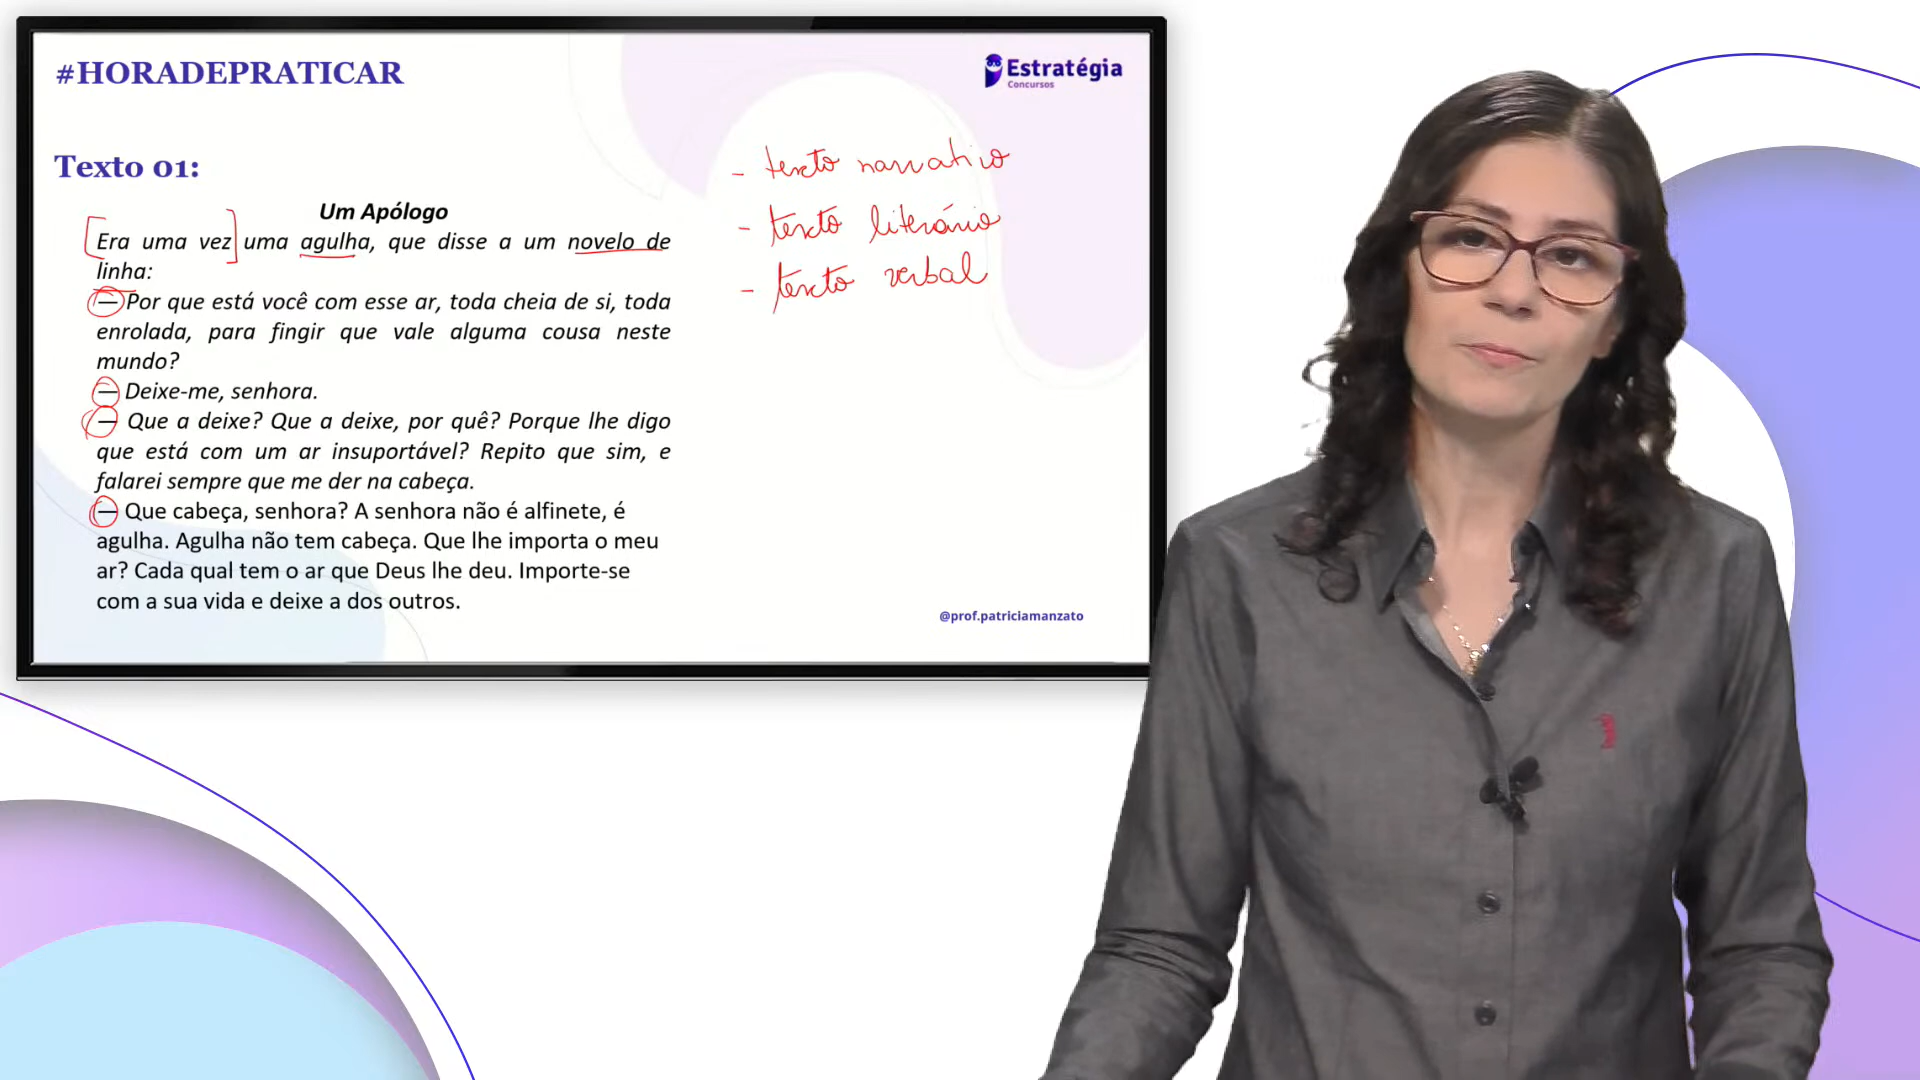 #HORADEPRATICAR
Estratégia
Concursos
Texto 01:
Um Apólogo
Era uma vez uma agulha, que disse a um novelo de
linha:
— Por que está você com esse ar, toda cheia de si, toda
enrolada, para fingir que vale alguma cousa neste
mundo?
— Deixe-me, senhora.
— Que a deixe? Que a deixe, por quê? Porque lhe digo
que está com um ar insuportável? Repito que sim, e
falarei sempre que me der na cabeça.
— Que cabeça, senhora? A senhora não é alfinete, é
agulha. Agulha não tem cabeça. Que lhe importa o meu
ar? Cada qual tem o ar que Deus lhe deu. Importe-se
com a sua vida e deixe a dos outros.
- texto narrativo
- texto literário
- texto verbal
@prof.patriciamanzato